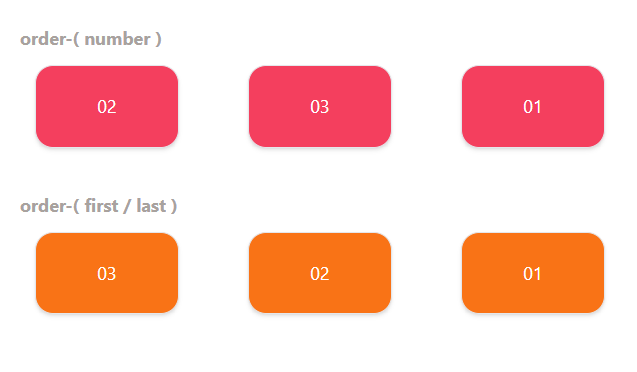 order-( number )
02 03 01
order-( first / last )
03 02 01